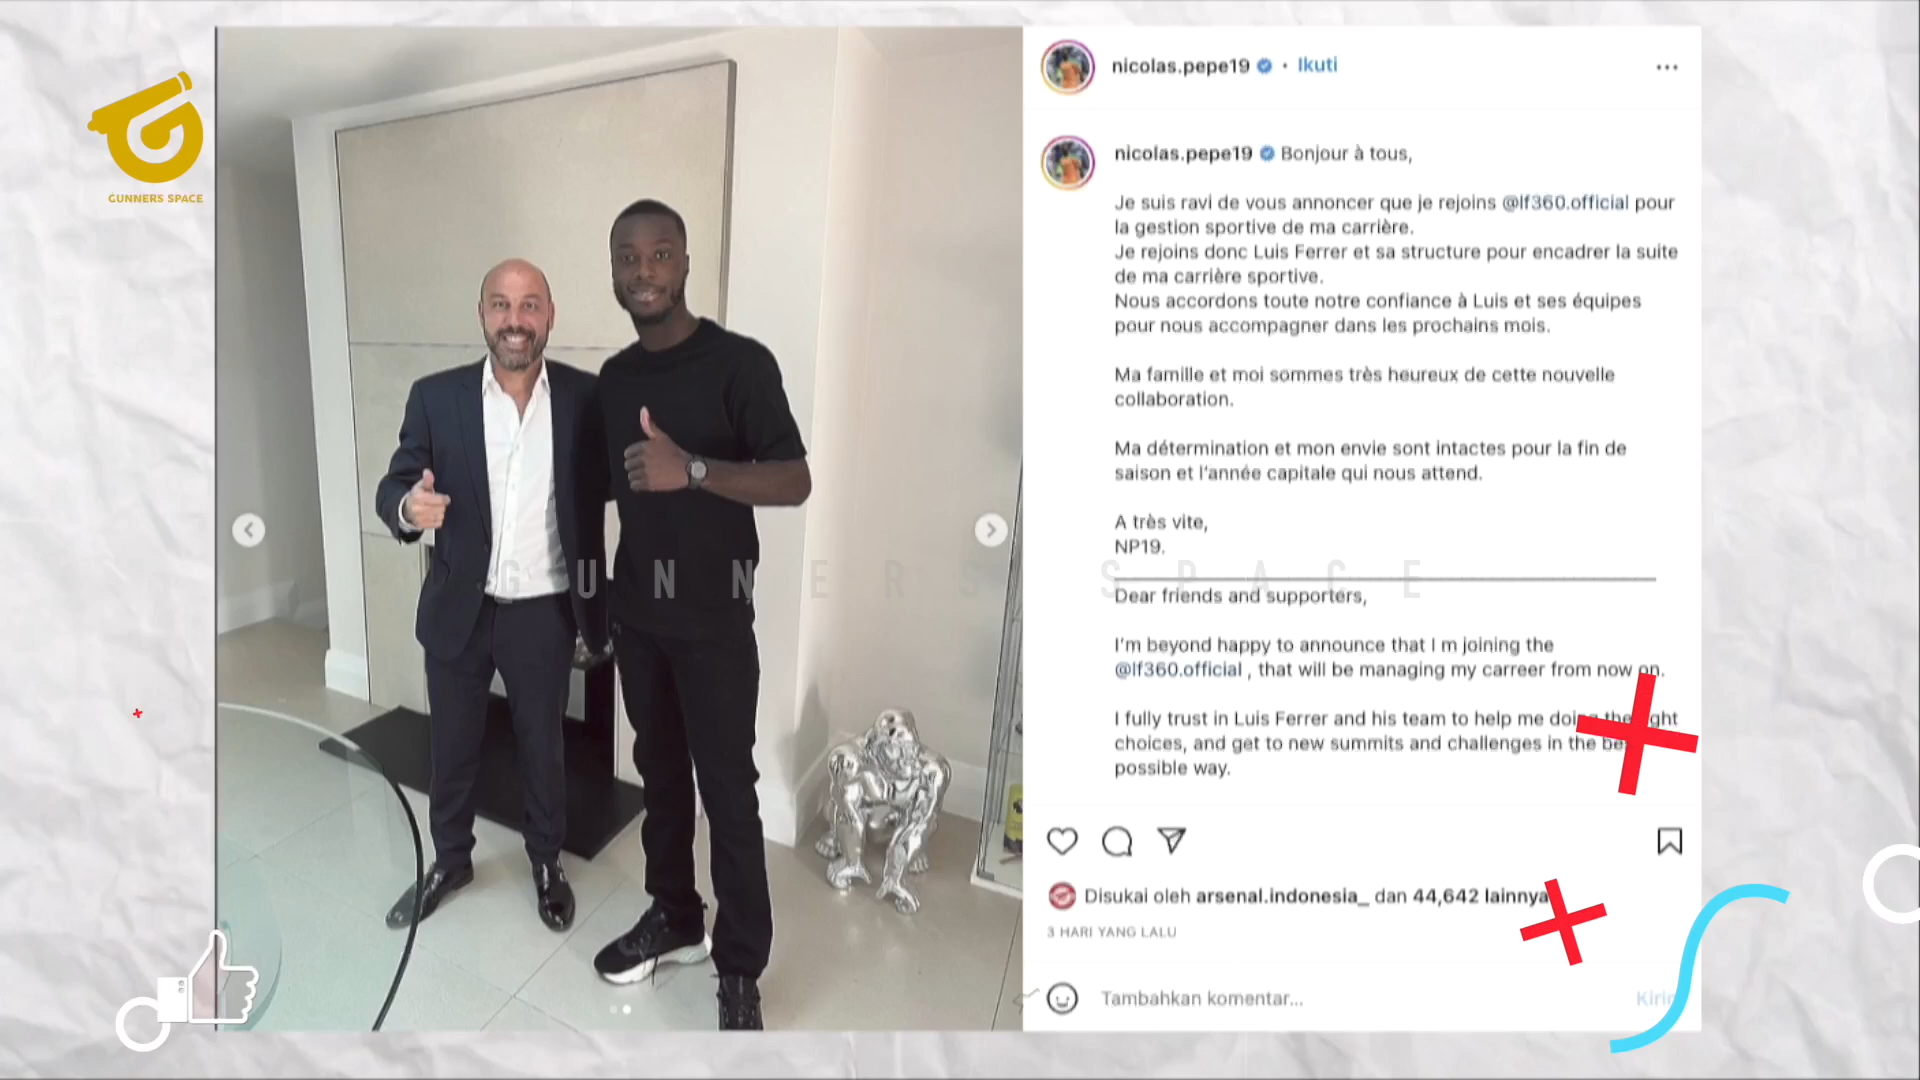 GUNNERS SPACE
nicolas.pepe19 • Ikuti
nicolas.pepe19 Bonjour à tous,
Je suis ravi de vous annoncer que je rejoins @lf360.official pour
la gestion sportive de ma carrière.
Je rejoins donc Luis Ferrer et sa structure pour encadrer la suite
de ma carrière sportive.
Nous accordons toute notre confiance à Luis et ses équipes
pour nous accompagner dans les prochains mois.
Ma famille et moi sommes très heureux de cette nouvelle
collaboration.
Ma détermination et mon envie sont intactes pour la fin de
saison et l'année capitale qui nous attend.
A très vite,
NP19.
GUNNERS SPACE
Dear friends and supporters,
I'm beyond happy to announce that I m joining the
@lf360.official , that will be managing my carreer from now on.
I fully trust in Luis Ferrer and his team to help me doing the right
choices, and get to new summits and challenges in the
possible way.
Disukai oleh arsenal.indonesia_ dan 44,642 lainnya
3 HARI YANG LALU
Tambahkan komentar...
Kirim